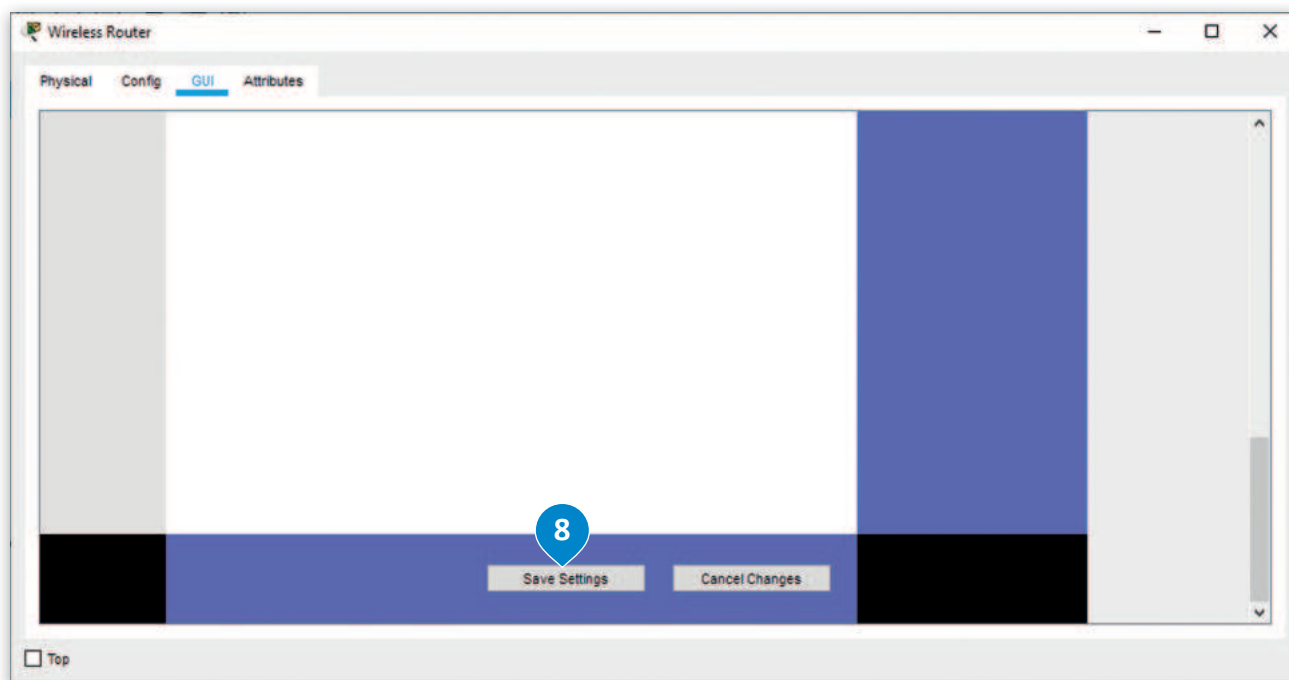 Wireless Router
Physical Config GUI Attributes
8
Save Settings Cancel Changes
Top